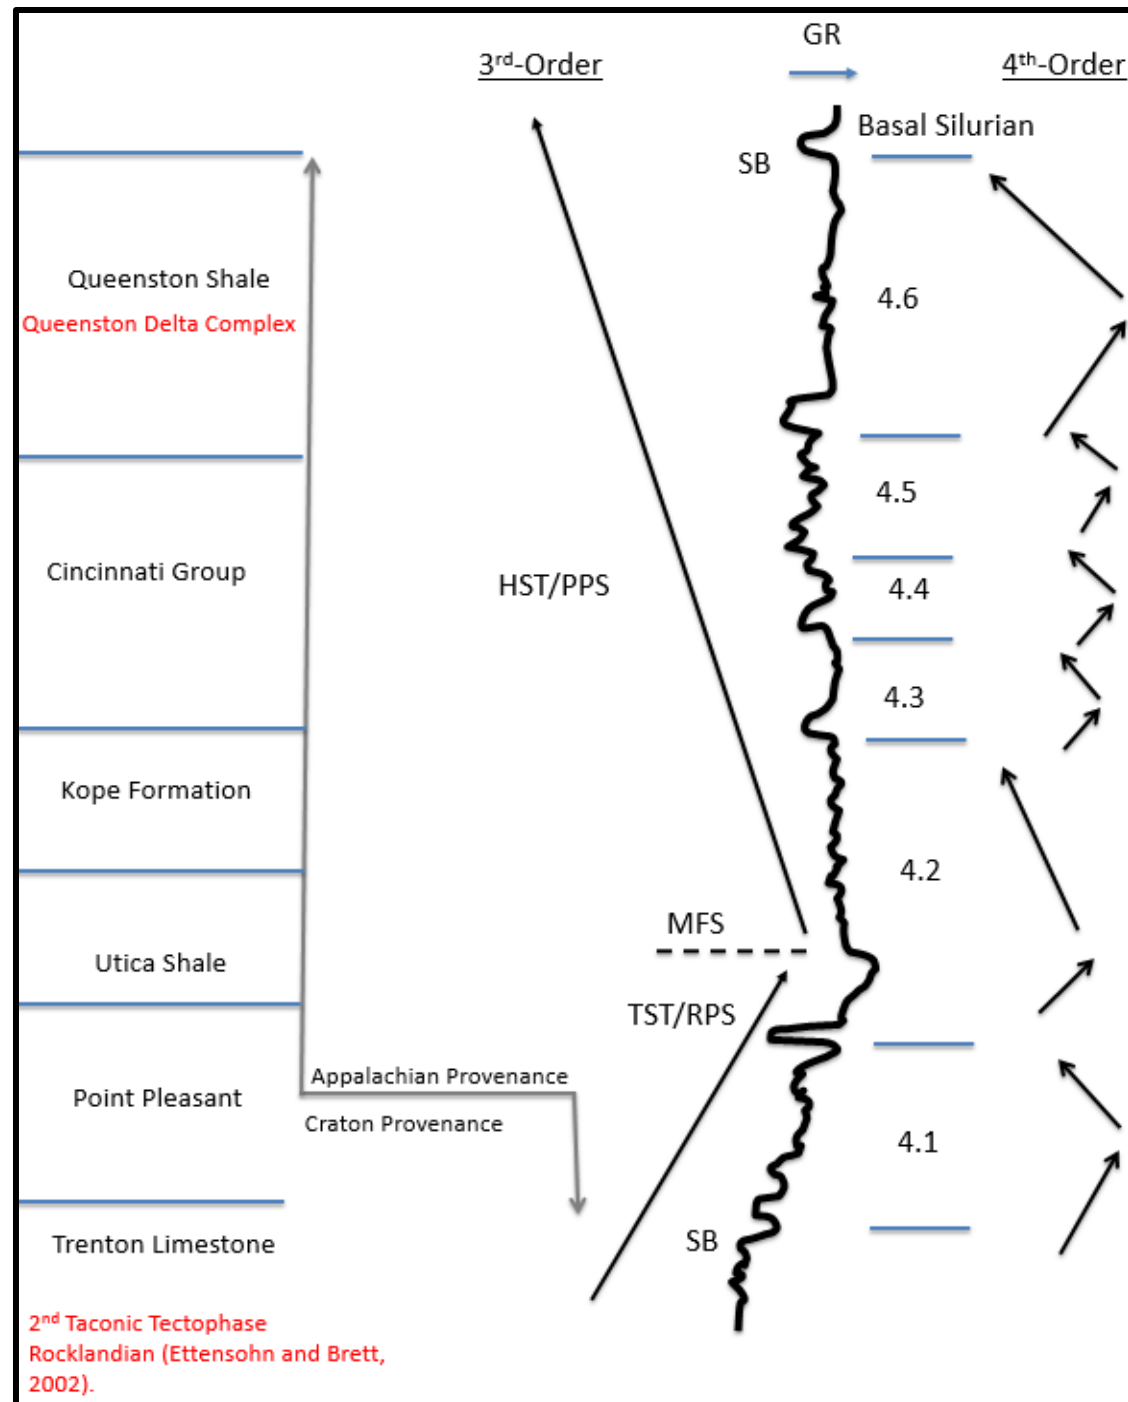 GR
3rd-Order
4th-Order
Basal Silurian
SB
Queenston Shale
4.6
Queenston Delta Complex
4.5
Cincinnati Group
HST/PPS
4.4
4.3
Kope Formation
4.2
MFS
Utica Shale
TST/RPS
Appalachian Provenance
Point Pleasant
Craton Provenance
4.1
SB
Trenton Limestone
2nd Taconic Tectophase
Rocklandian (Ettensohn and Brett,
2002).